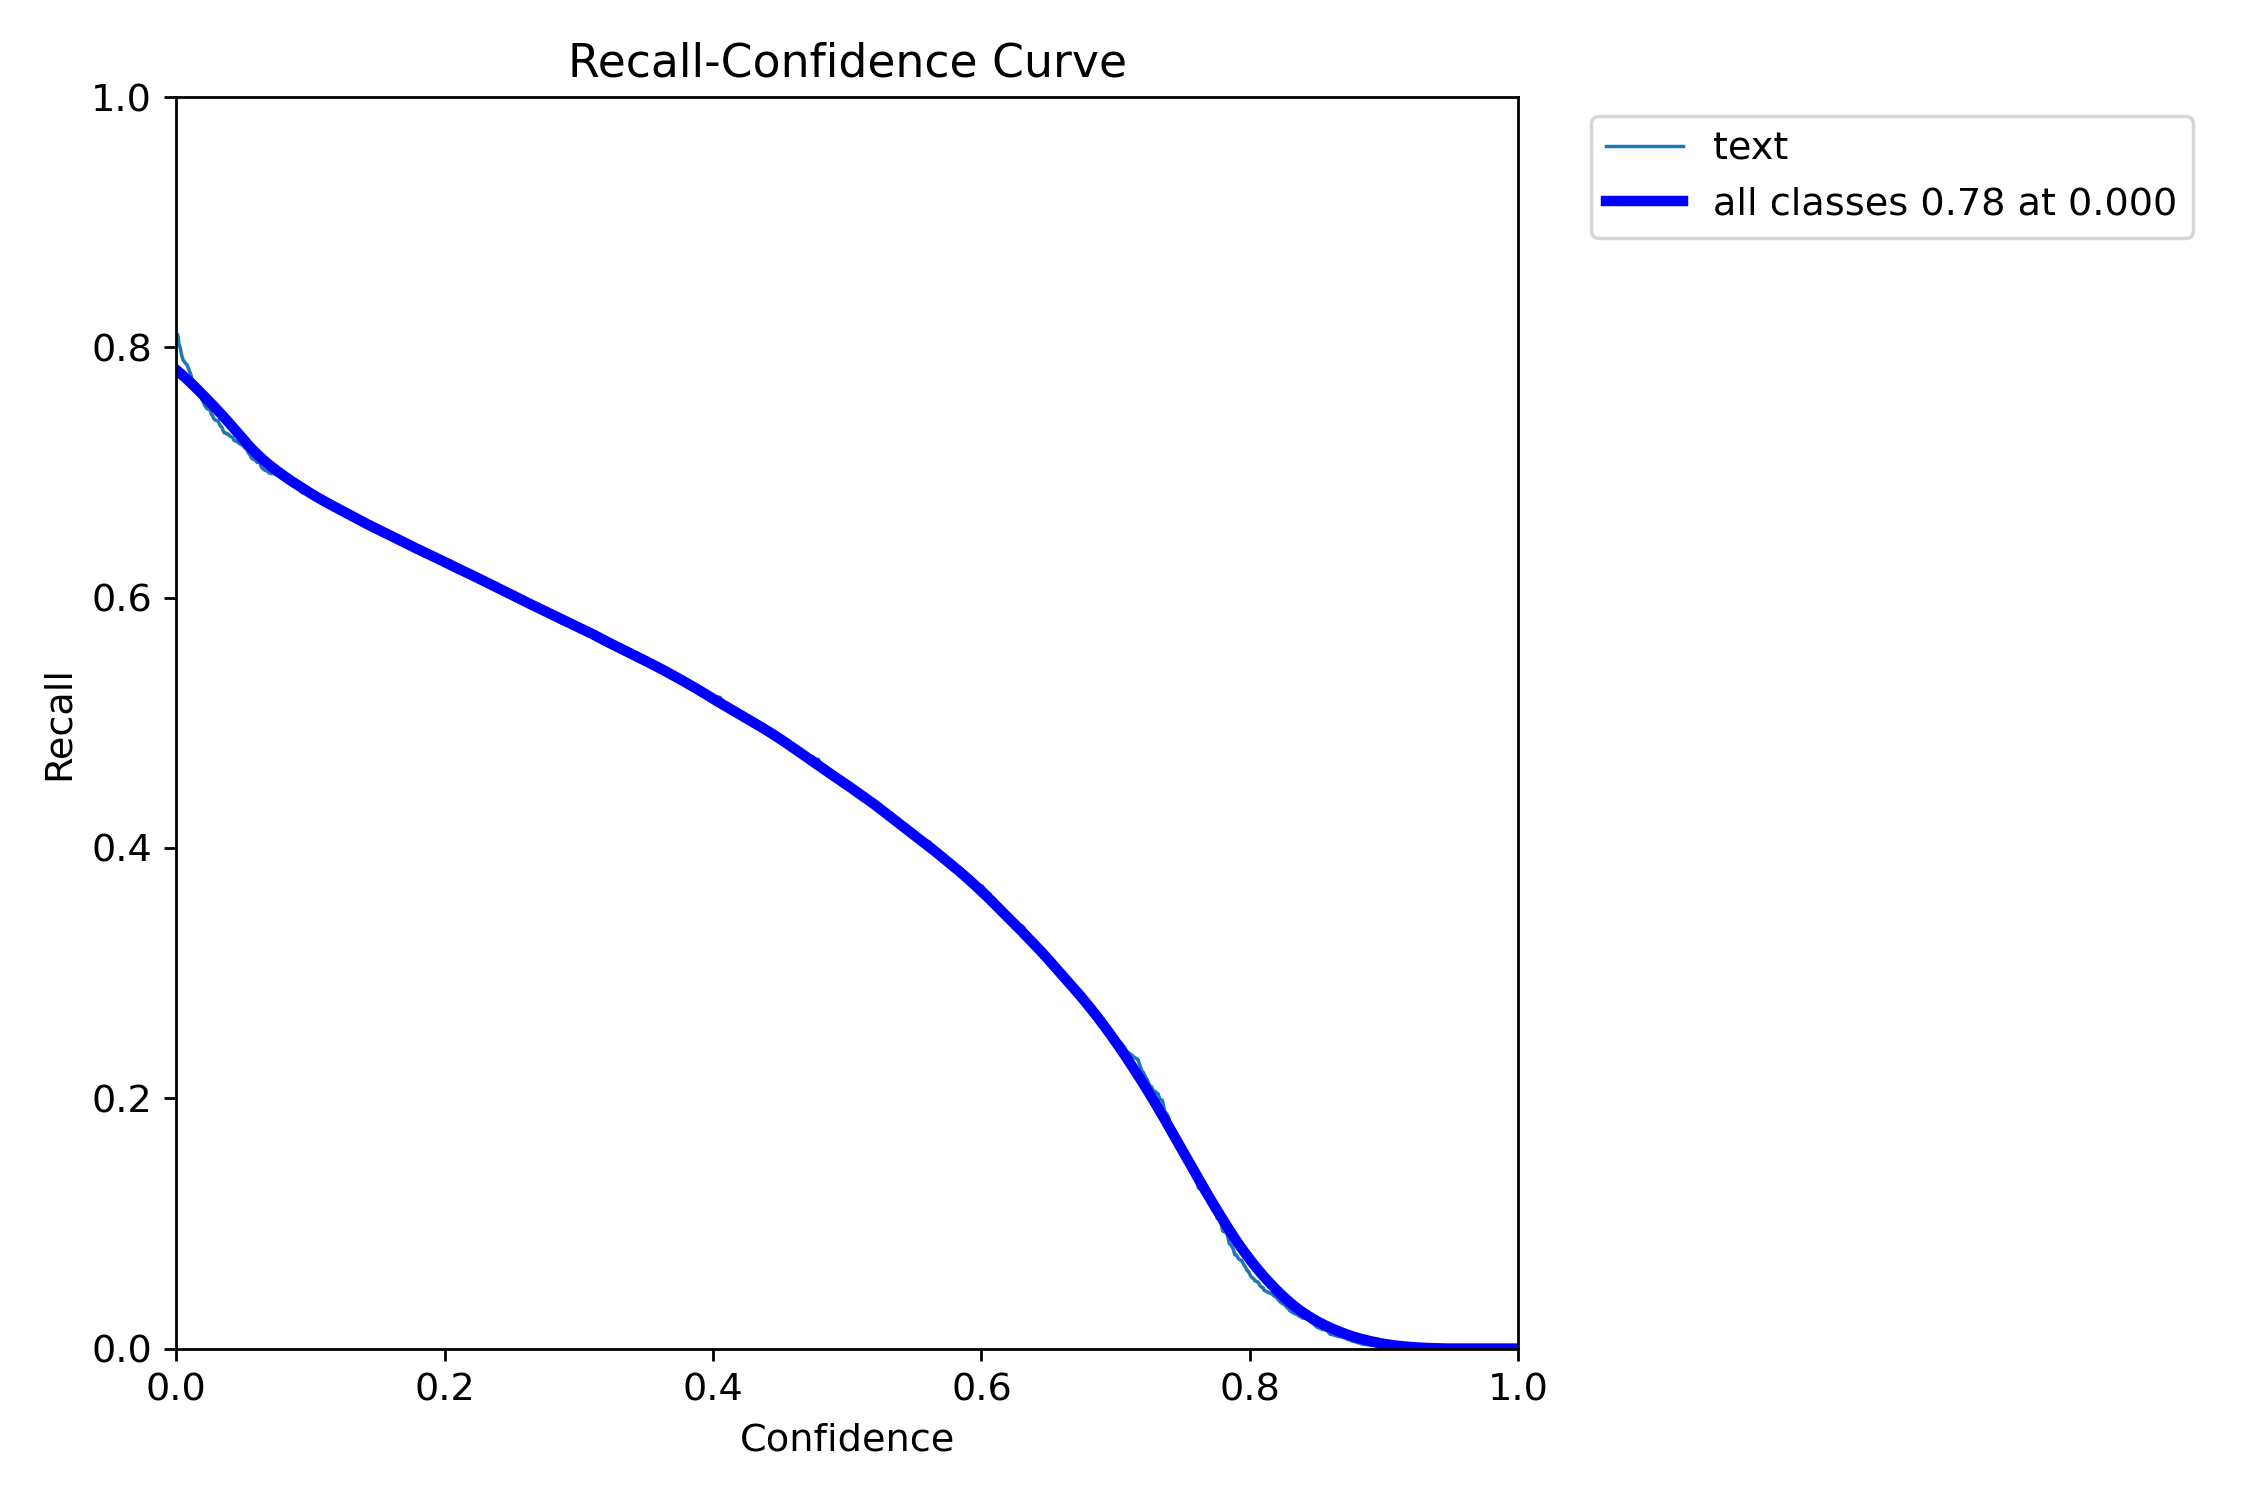 Recall-Confidence Curve
text
all classes 0.78 at 0.000
1.0
0.8
0.6
0.4
0.2
0.0
Recall
0.0 0.2 0.4 0.6 0.8 1.0
Confidence